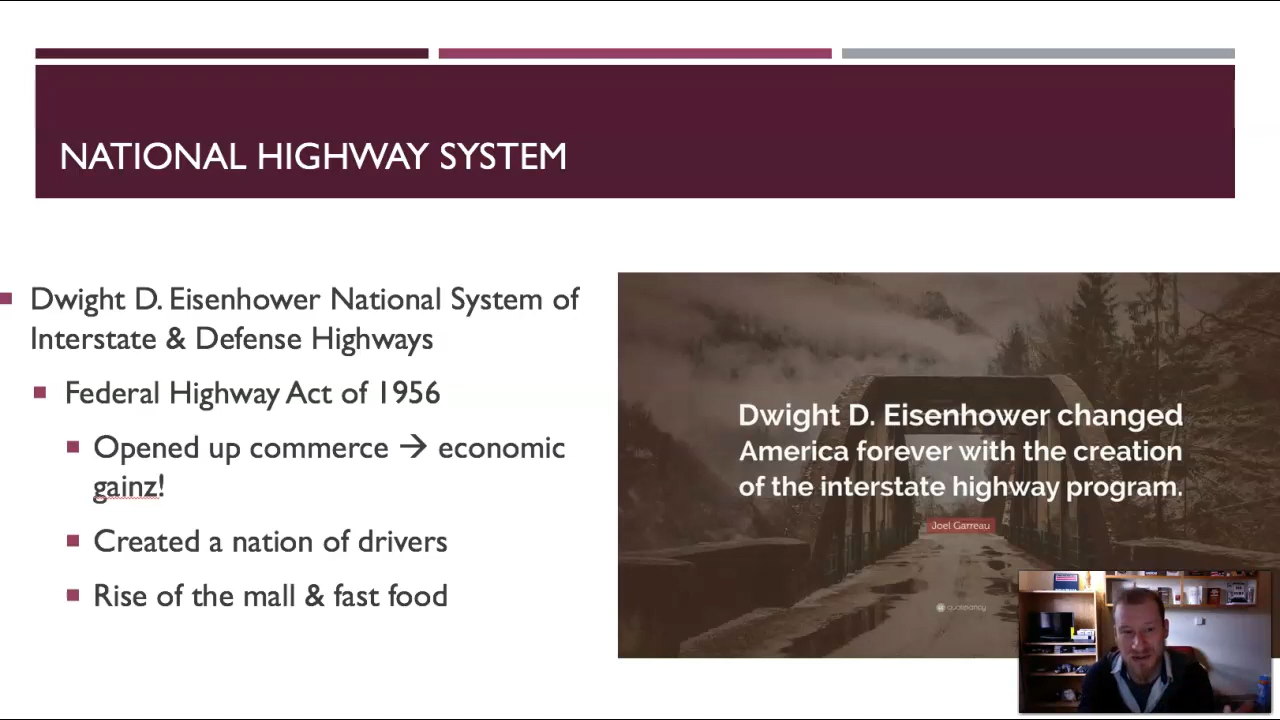 NATIONAL HIGHWAY SYSTEM
Dwight D. Eisenhower National System of
Interstate & Defense Highways
Federal Highway Act of 1956
Opened up commerce → economic
gainz!
Created a nation of drivers
Rise of the mall & fast food
Dwight D. Eisenhower changed
America forever with the creation
of the interstate highway program.
Joel Garreau
quotefancy